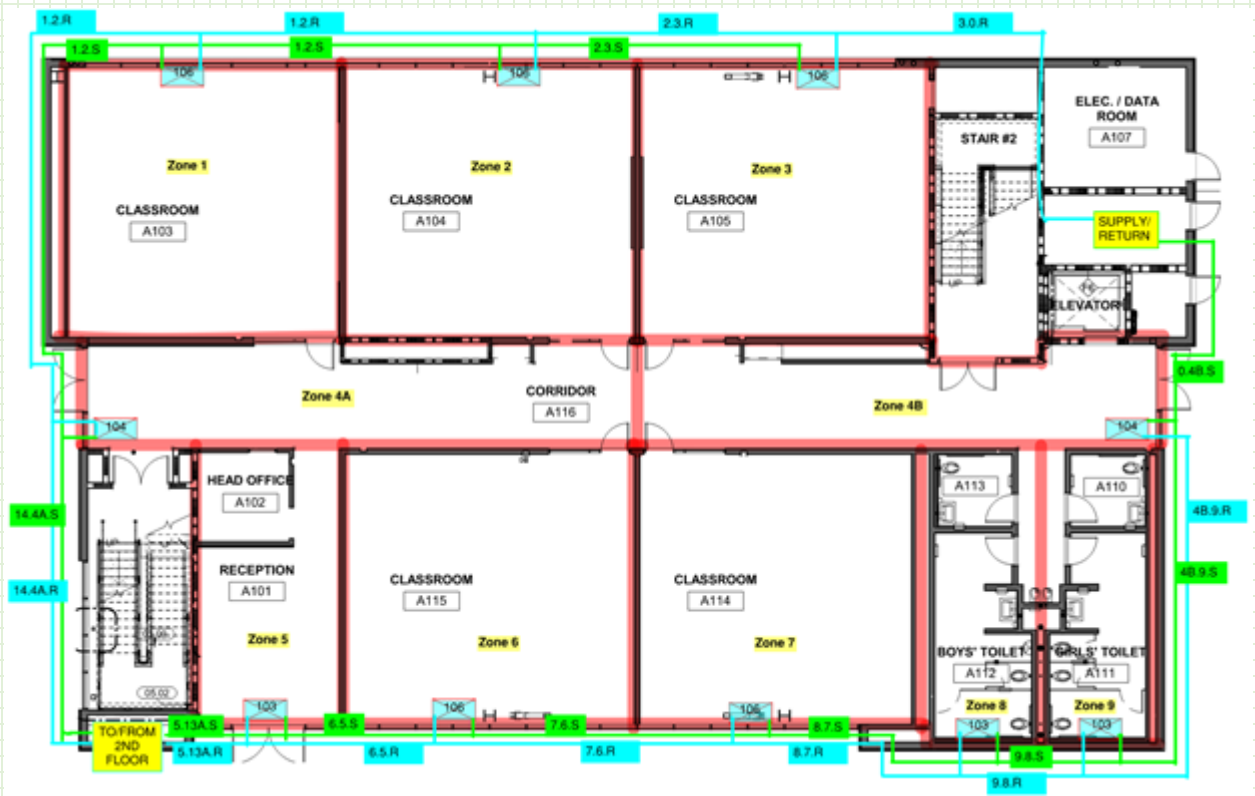 1.2.R
1.2.R
2.3.R
3.0.R
1.2.S
1.2.S
2.3.S
106
106
106
ELEC. / DATA
ROOM
A107
STAIR #2
Zone 1
Zone 2
Zone 3
CLASSROOM
A103
CLASSROOM
A104
CLASSROOM
A105
SUPPLY/
RETURN
UP
ELEVATOR
0.4B.S
Zone 4A
CORRIDOR
A116
Zone 4B
104
104
HEAD OFFICE
A102
A113
A110
14.4A.S
4B.9.R
UP
RECEPTION
A101
CLASSROOM
A115
CLASSROOM
A114
14.4A.R
4B.9.S
Zone 5
Zone 6
Zone 7
BOYS' TOILET
A112
GIRLS' TOILET
A111
05.02
Zone 8
Zone 9
103
106
106
103
103
TO/FROM
2ND
FLOOR
5.13A.S
6.5.S
7.6.S
8.7.S
5.13A.R
6.5.R
7.6.R
8.7.R
9.8.S
9.8.R